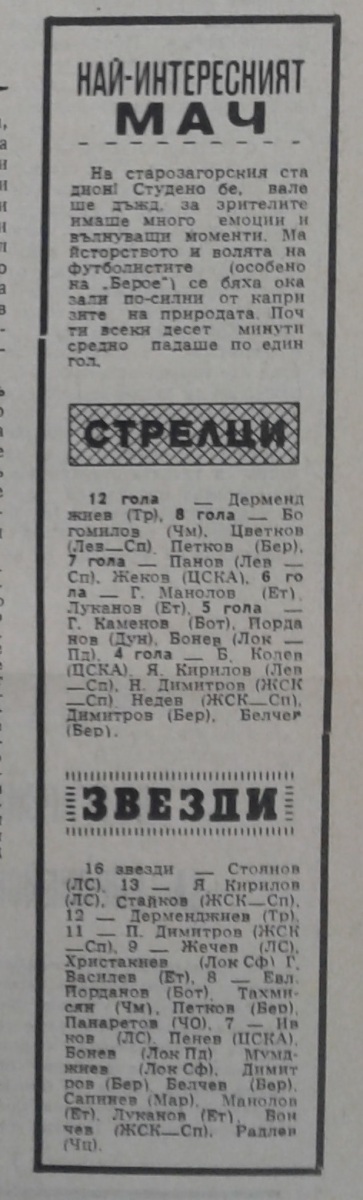 НАЙ-ИНТЕРЕСНИЯТ
МАЧ
На старозагорския ста
дион! Студено бе, вале
ше дъжд, за зрителите
имаше много емоции и
вълнуващи моменти. Ма
йсторството и волята на
футболистите (особено
на „Берое“) се бяха ока
зали по-силни от капри
зите на природата. Поч
ти всеки десет минути
средно падаше по един
гол.
СТРЕЛЦИ
12 гола — Дерменд
жиев (Тр), 8 гола — Бо
гомилов (Чм), Цветков
(Лев—Сп), Петков (Бер),
7 гола — Панов (Лев —
Сп), Жеков (ЦСКА), 6 го
ла — Г. Манолов (Ет),
Луканов (Ет), 5 гола —
Г. Каменов (Бот), Йорда
нов (Дун), Бонев (Лок —
Пд), 4 гола — Б. Колев
(ЦСКА), Я. Кирилов (Лев
—Сп), Н. Димитров (ЖСК
—Сп), Недев (ЖСК—Сп),
Димитров (Бер), Белчев
(Бер).
ЗВЕЗДИ
16 звезди — Стоянов
(ЛС), 13 — Я Кирилов
(ЛС), Стайков (ЖСК—Сп),
12 — Дерменджиев (Тр),
11 — П. Димитров (ЖСК
—Сп), 9 — Жечев (ЛС),
Христакиев (Лок Сф) Г.
Василев (Ет), 8 — Евл.
Йорданов (Бот), Тахми-
сян (Чм), Петков (Бер),
Панаретов (ЧО), 7 — Ив
ков (ЛС), Пенев (ЦСКА),
Бонев (Лок Пд) Мумд-
жиев (Лок Сф), Димит
ров (Бер) Белчев (Бер),
Сапинев (Мар), Манолов
(Ет), Луканов (Ет), Бон
чев (ЖСК—Сп), Радлев
(Чц).